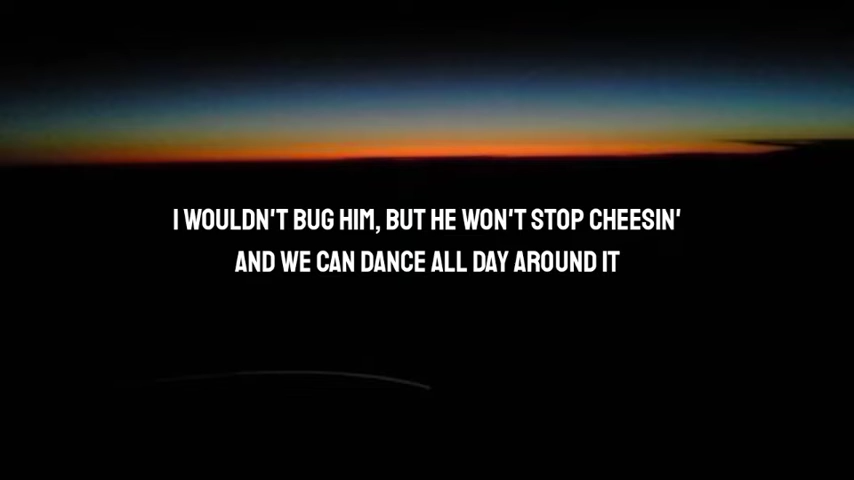 I WOULDN'T BUG HIM, BUT HE WON'T STOP CHEESIN'
AND WE CAN DANCE ALL DAY AROUND IT